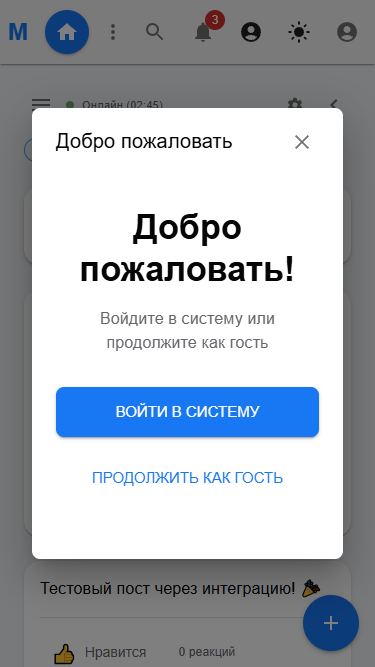 M
3
Онлайн (02:45)
Добро пожаловать
Добро
пожаловать!
Войдите в систему или
продолжите как гость
ВОЙТИ В СИСТЕМУ
ПРОДОЛЖИТЬ КАК ГОСТЬ
Тестовый пост через интеграцию! 🎉
Нравится
0 реакций